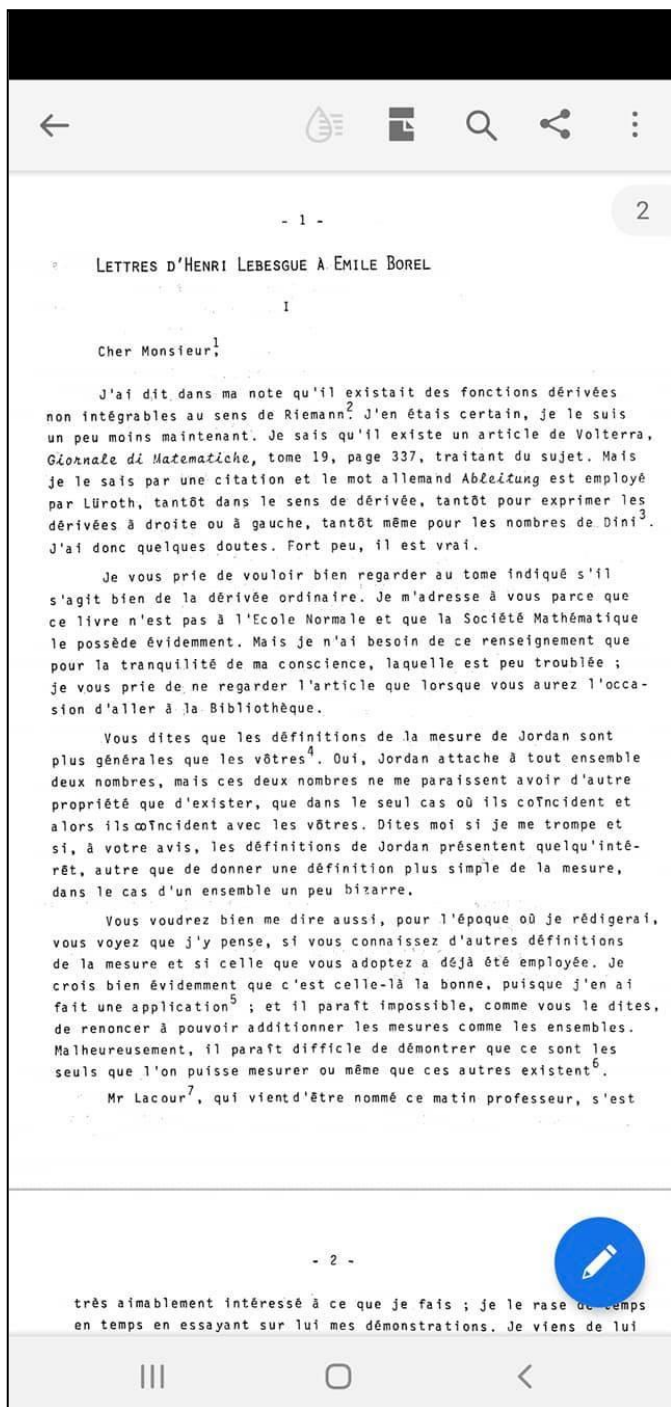 2
- 1 -
LETTRES D'HENRI LEBESGUE À EMILE BOREL
I
Cher Monsieur¹,
J'ai dit dans ma note qu'il existait des fonctions dérivées
non intégrables au sens de Riemann². J'en étais certain, je le suis
un peu moins maintenant. Je sais qu'il existe un article de Volterra,
Giornale di Matematiche, tome 19, page 337, traitant du sujet. Mais
je le sais par une citation et le mot allemand Ableitung est employé
par Lüroth, tantôt dans le sens de dérivée, tantôt pour exprimer les
dérivées à droite ou à gauche, tantôt même pour les nombres de Dini³.
J'ai donc quelques doutes. Fort peu, il est vrai.
Je vous prie de vouloir bien regarder au tome indiqué s'il
s'agit bien de la dérivée ordinaire. Je m'adresse à vous parce que
ce livre n'est pas à l'Ecole Normale et que la Société Mathématique
le possède évidemment. Mais je n'ai besoin de ce renseignement que
pour la tranquilité de ma conscience, laquelle est peu troublée ;
je vous prie de ne regarder l'article que lorsque vous aurez l'occa-
sion d'aller à la Bibliothèque.
Vous dites que les définitions de la mesure de Jordan sont
plus générales que les vôtres⁴. Oui, Jordan attache à tout ensemble
deux nombres, mais ces deux nombres ne me paraissent avoir d'autre
propriété que d'exister, que dans le seul cas où ils coïncident et
alors ils coïncident avec les vôtres. Dites moi si je me trompe et
si, à votre avis, les définitions de Jordan présentent quelqu'inté-
rêt, autre que de donner une définition plus simple de la mesure,
dans le cas d'un ensemble un peu bizarre.
Vous voudrez bien me dire aussi, pour l'époque où je rédigerai,
vous voyez que j'y pense, si vous connaissez d'autres définitions
de la mesure et si celle que vous adoptez a déjà été employée. Je
crois bien évidemment que c'est celle-là la bonne, puisque j'en ai
fait une application⁵ ; et il paraît impossible, comme vous le dites,
de renoncer à pouvoir additionner les mesures comme les ensembles.
Malheureusement, il paraît difficile de démontrer que ce sont les
seuls que l'on puisse mesurer ou même que ces autres existent⁶.
Mr Lacour⁷, qui vient d'être nommé ce matin professeur, s'est
- 2 -
très aimablement intéressé à ce que je fais ; je le rase de temps
en temps en essayant sur lui mes démonstrations. Je viens de lui